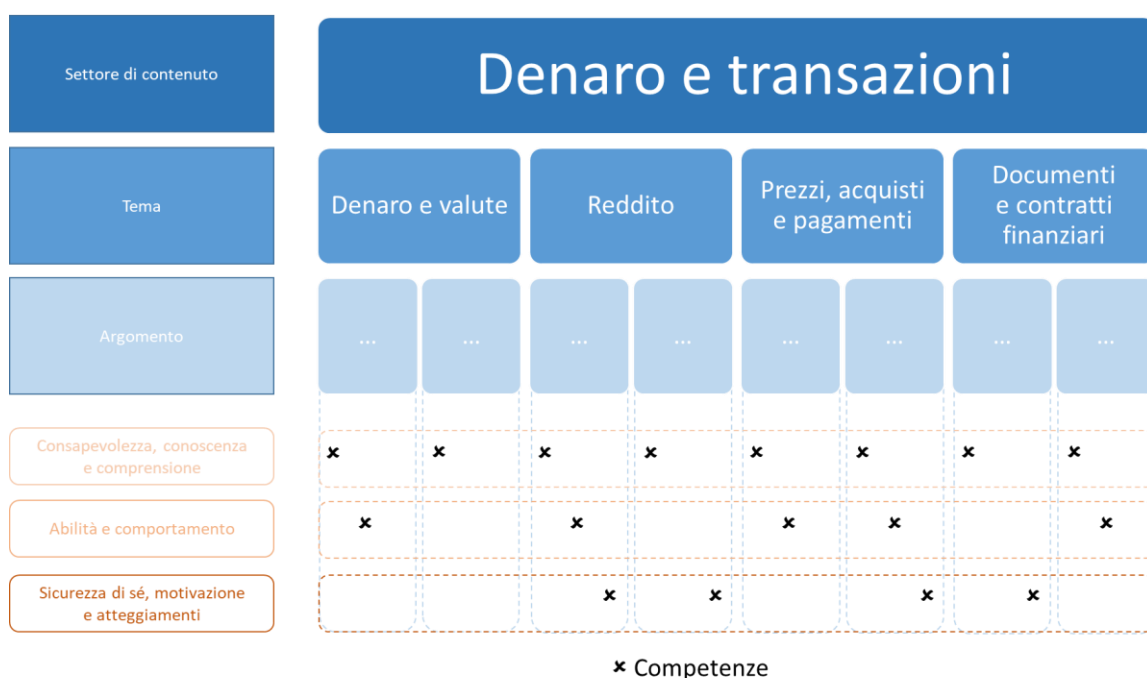 Settore di contenuto
Denaro e transazioni
Tema
Denaro e valute
Reddito
Prezzi, acquisti
e pagamenti
Documenti
e contratti
finanziari
Argomento
... ... ... ... ... ... ... ...
Consapevolezza, conoscenza
e comprensione
× × × × × × × ×
Abilità e comportamento
× × × × ×
Sicurezza di sé, motivazione
e atteggiamenti
× × × ×
× Competenze